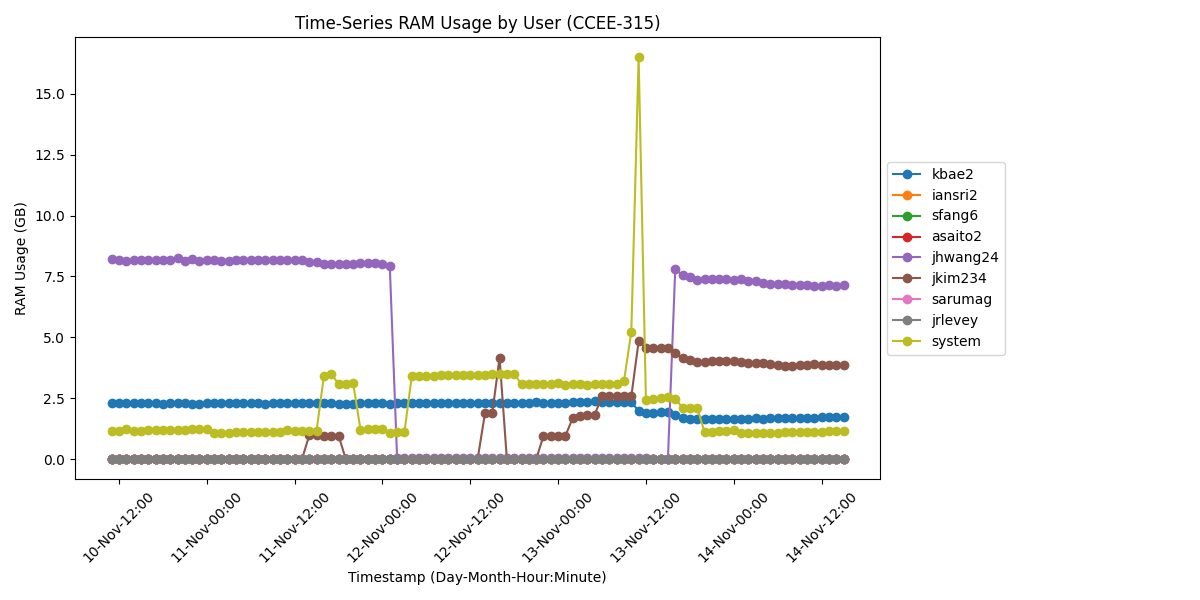 Time-Series RAM Usage by User (CCEE-315)
RAM Usage (GB)
15.0
12.5
10.0
7.5
5.0
2.5
0.0
10-Nov-12:00
11-Nov-00:00
11-Nov-12:00
12-Nov-00:00
12-Nov-12:00
13-Nov-00:00
13-Nov-12:00
14-Nov-00:00
14-Nov-12:00
Timestamp (Day-Month-Hour:Minute)
kbae2
iansri2
sfang6
asaito2
jhwang24
jkim234
sarumag
jrlevey
system